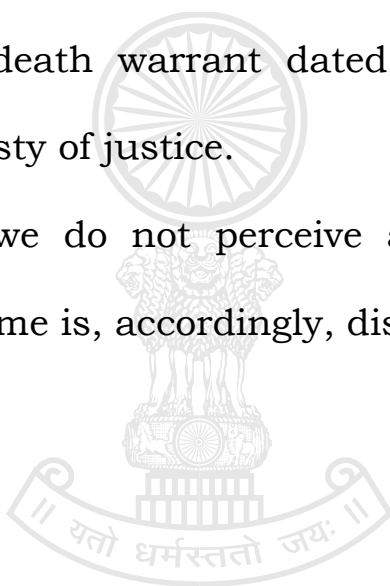 death warrant dated
sty of justice.
we do not perceive a
me is, accordingly, dis
॥ यतो धर्मस्ततो जयः ॥